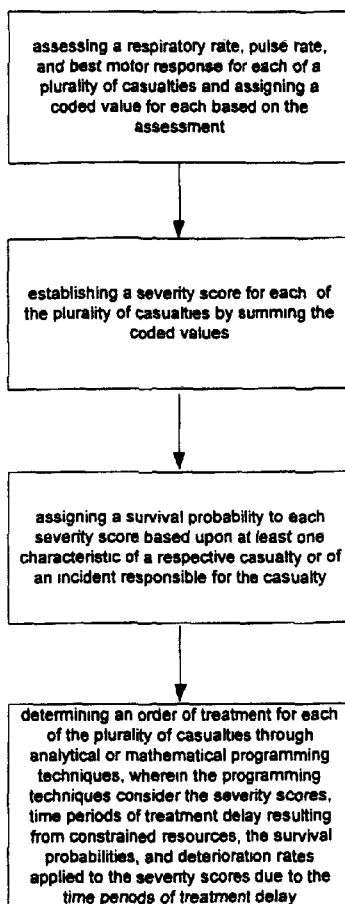 assessing a respiratory rate, pulse rate,
and best motor response for each of a
plurality of casualties and assigning a
coded value for each based on the
assessment
establishing a severity score for each of
the plurality of casualties by summing the
coded values
assigning a survival probability to each
severity score based upon at least one
characteristic of a respective casualty or of
an incident responsible for the casualty
determining an order of treatment for each
of the plurality of casualties through
analytical or mathematical programming
techniques, wherein the programming
techniques consider the severity scores,
time periods of treatment delay resulting
from constrained resources, the survival
probabilities, and deterioration rates
applied to the severity scores due to the
time periods of treatment delay